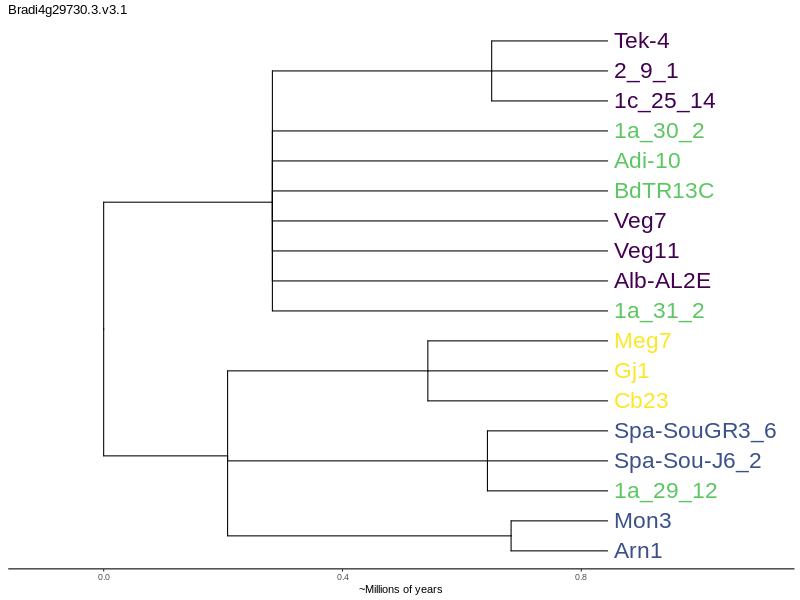 Bradi4g29730.3.v3.1
Tek-4
2_9_1
1c_25_14
1a_30_2
Adi-10
BdTR13C
Veg7
Veg11
Alb-AL2E
1a_31_2
Meg7
Gj1
Cb23
Spa-SouGR3_6
Spa-Sou-J6_2
1a_29_12
Mon3
Arn1
0.0 0.4 0.8
~Millions of years